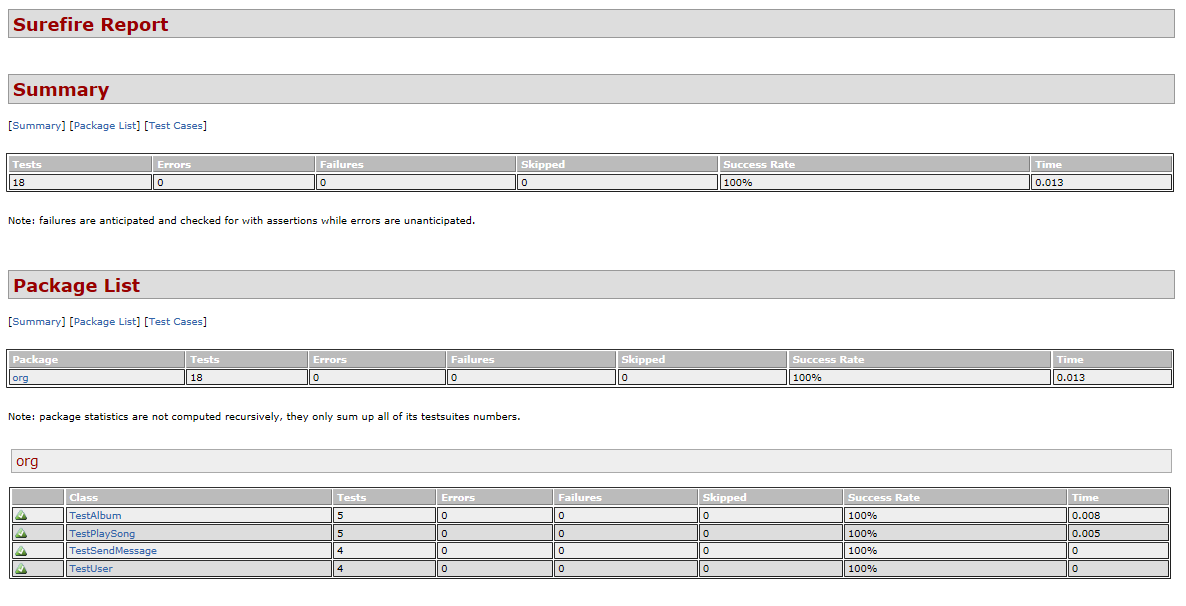 Surefire Report
Summary
[Summary] [Package List] [Test Cases]
Tests Errors Failures Skipped Success Rate Time
18 0 0 0 100% 0.013
Note: failures are anticipated and checked for with assertions while errors are unanticipated.
Package List
[Summary] [Package List] [Test Cases]
Package Tests Errors Failures Skipped Success Rate Time
org 18 0 0 0 100% 0.013
Note: package statistics are not computed recursively, they only sum up all of its testsuites numbers.
org
Class Tests Errors Failures Skipped Success Rate Time
TestAlbum 5 0 0 0 100% 0.008
TestPlaySong 5 0 0 0 100% 0.005
TestSendMessage 4 0 0 0 100% 0
TestUser 4 0 0 0 100% 0